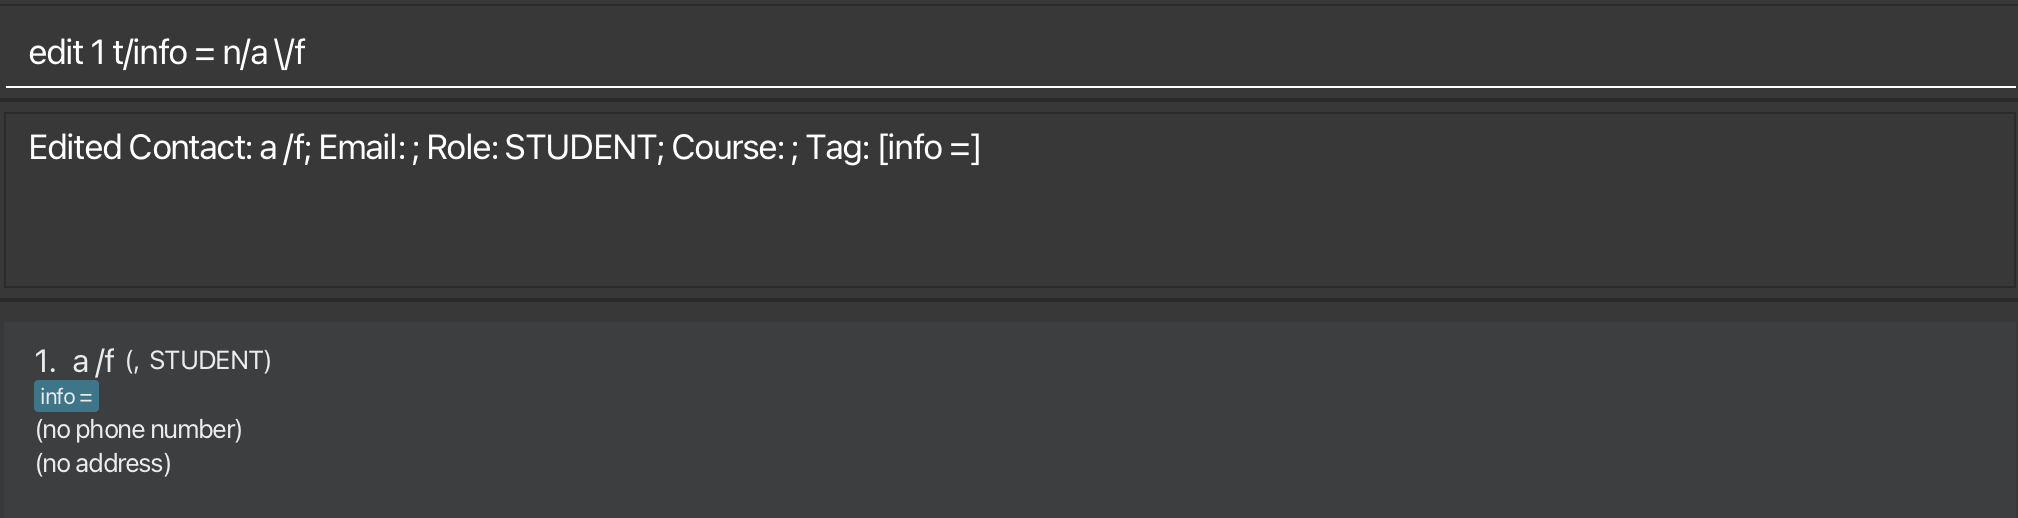 edit 1 t/info = n/a \/f
Edited Contact: a /f; Email: ; Role: STUDENT; Course: ; Tag: [info =]
1. a /f (, STUDENT)
info =
(no phone number)
(no address)